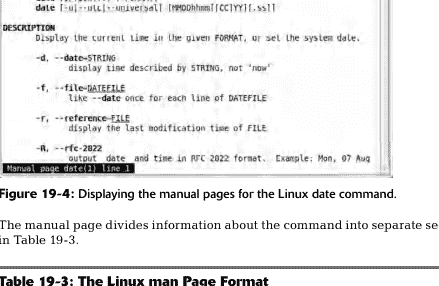 date [-u|--utc|--universal] [MMDDhhmm[[CC]YY][.ss]]
DESCRIPTION
Display the current time in the given FORMAT, or set the system date.
-d, --date=STRING
display time described by STRING, not 'now'
-f, --file=DATEFILE
like --date once for each line of DATEFILE
-r, --reference=FILE
display the last modification time of FILE
-R, --rfc-2822
output date and time in RFC 2822 format. Example: Mon, 07 Aug
Manual page date(1) line 1
Figure 19-4: Displaying the manual pages for the Linux date command.
The manual page divides information about the command into separate se
in Table 19-3.
Table 19-3: The Linux man Page Format